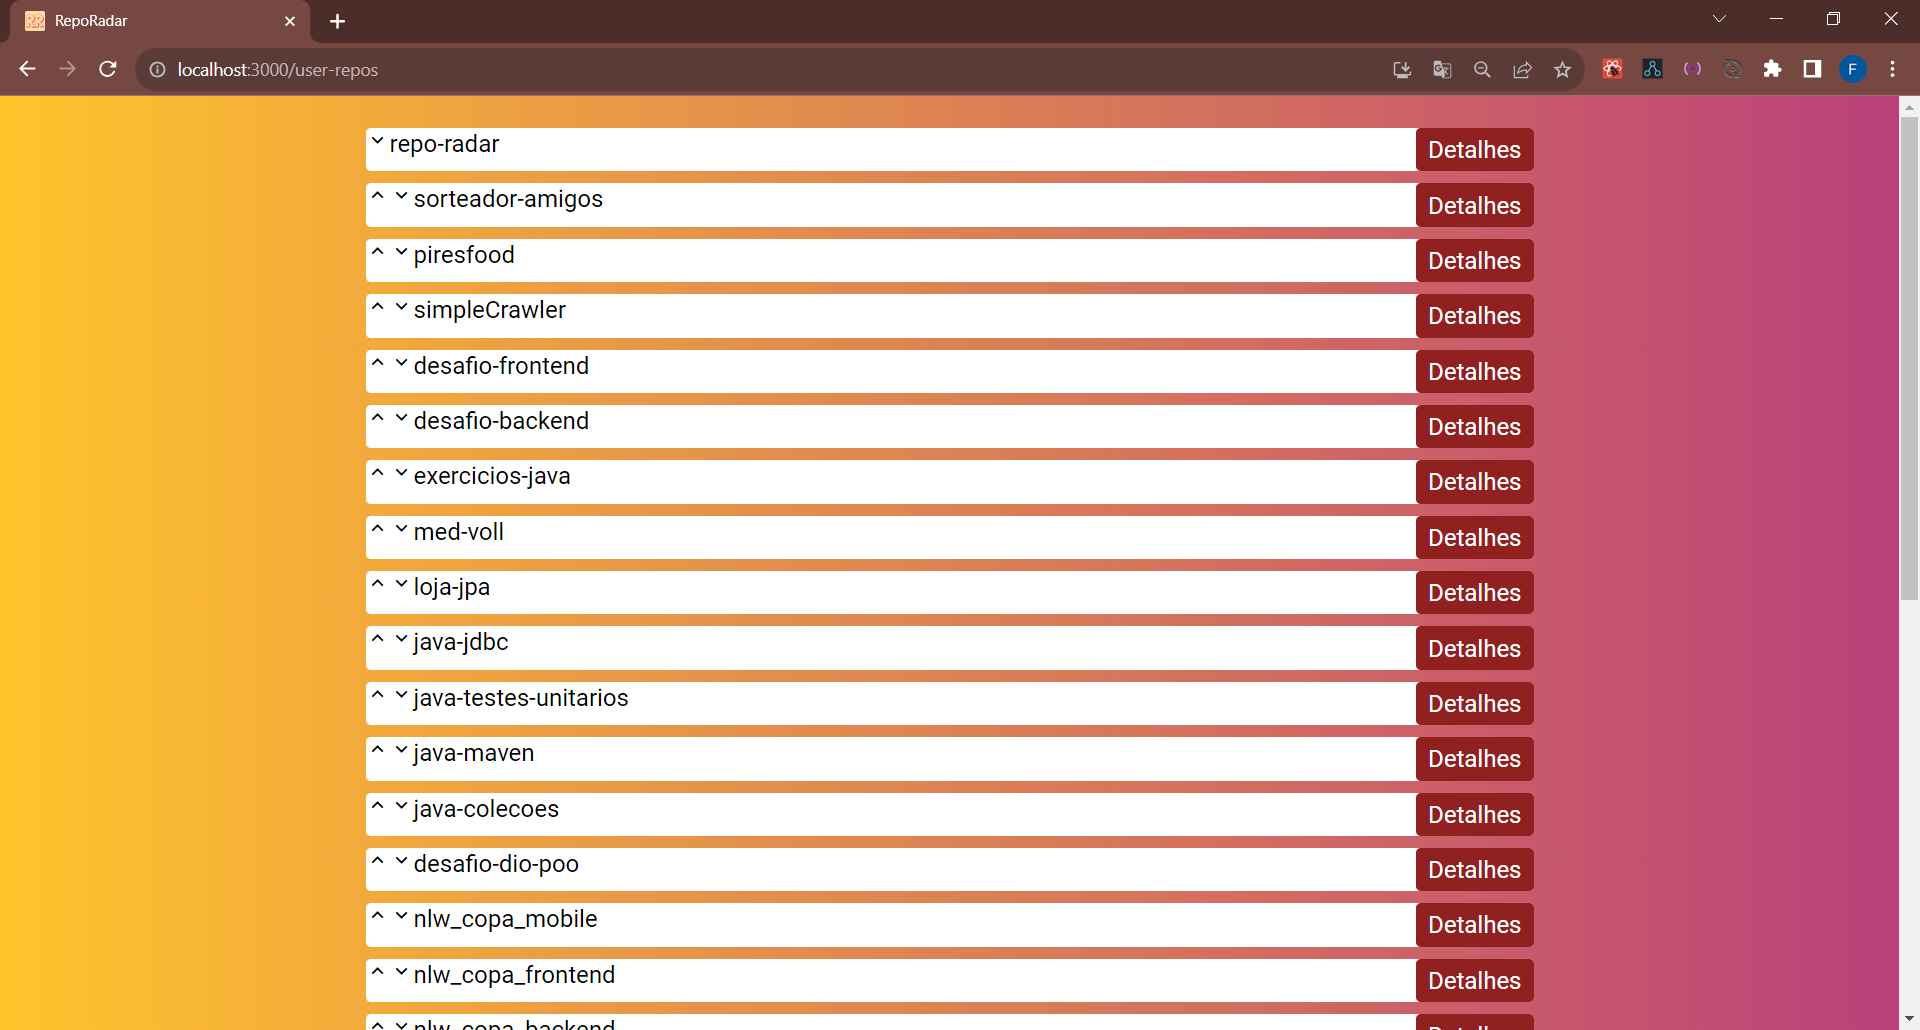 RepoRadar
localhost:3000/user-repos
F
repo-radar Detalhes
sorteador-amigos Detalhes
piresfood Detalhes
simpleCrawler Detalhes
desafio-frontend Detalhes
desafio-backend Detalhes
exercicios-java Detalhes
med-voll Detalhes
loja-jpa Detalhes
java-jdbc Detalhes
java-testes-unitarios Detalhes
java-maven Detalhes
java-colecoes Detalhes
desafio-dio-poo Detalhes
nlw_copa_mobile Detalhes
nlw_copa_frontend Detalhes
nlw_copa_backend Detalhes